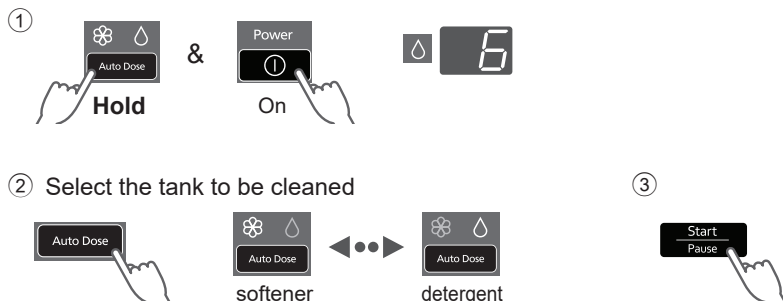 ①
Auto Dose
&
Power
6
Hold
On
② Select the tank to be cleaned
③
Auto Dose
Auto Dose
Auto Dose
Start
Pause
softener
detergent